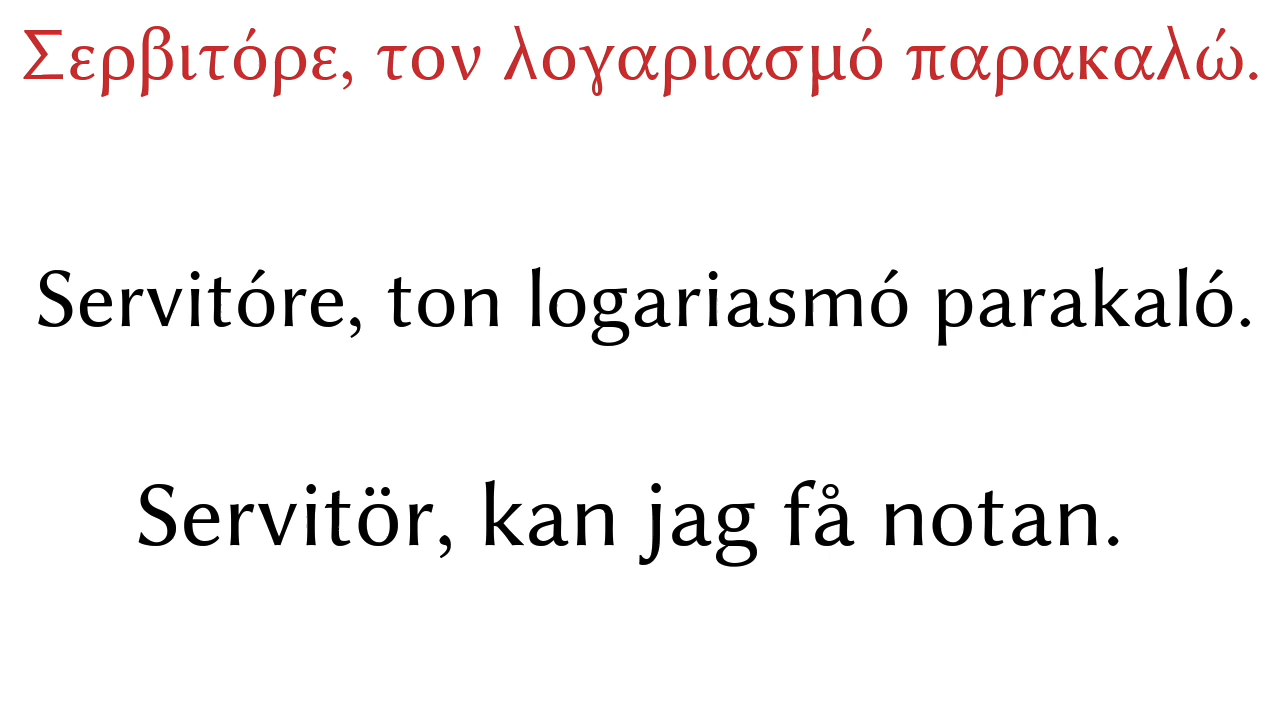 Σερβιτόρε, τον λογαριασμό παρακαλώ.
Servitóre, ton logariasmó parakaló.
Servitör, kan jag få notan.